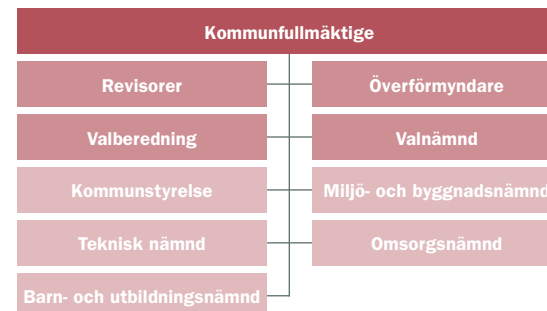 Kommunfullmäktige
Revisorer
Överförmyndare
Valberedning
Valnämnd
Kommunstyrelse
Miljö- och byggnadsnämnd
Teknisk nämnd
Omsorgsnämnd
Barn- och utbildningsnämnd